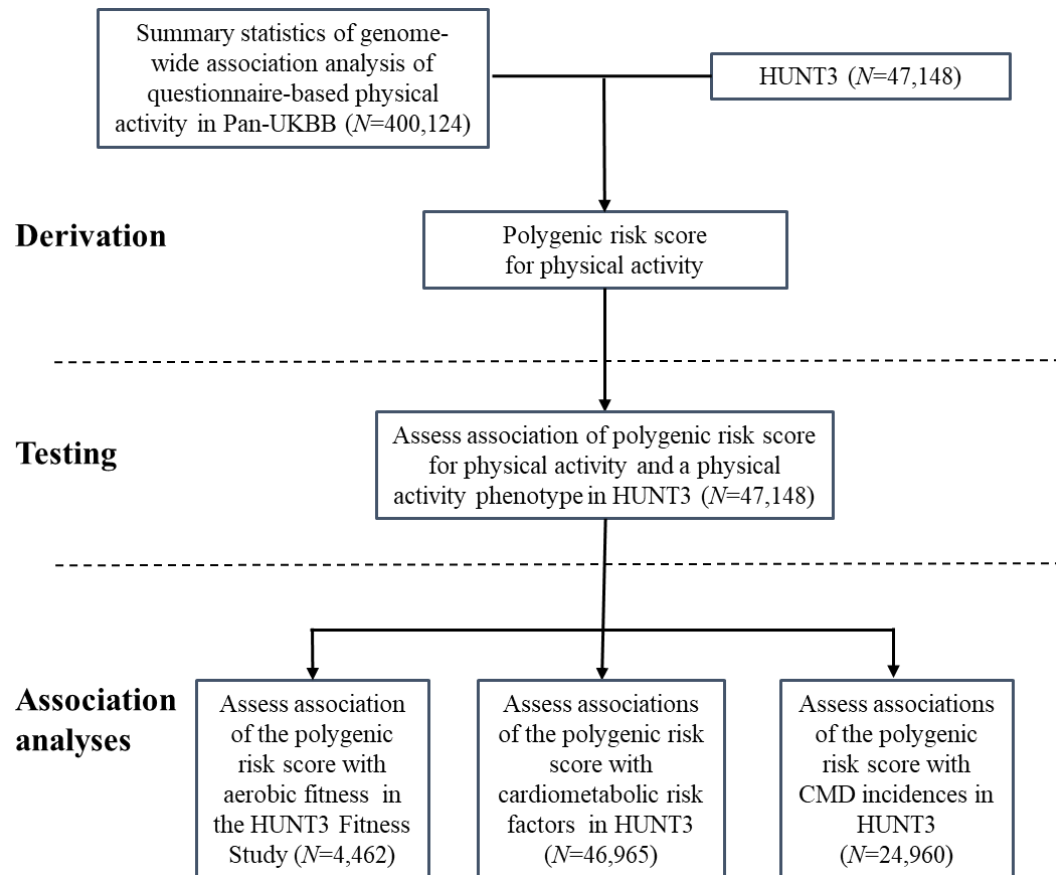 Summary statistics of genome-
wide association analysis of
questionnaire-based physical
activity in Pan-UKBB (N=400,124)
HUNT3 (N=47,148)
Derivation
Polygenic risk score
for physical activity
Testing
Assess association of polygenic risk score
for physical activity and a physical
activity phenotype in HUNT3 (N=47,148)
Association
analyses
Assess association
of the polygenic
risk score with
aerobic fitness in
the HUNT3 Fitness
Study (N=4,462)
Assess associations
of the polygenic risk
score with
cardiometabolic risk
factors in HUNT3
(N=46,965)
Assess associations
of the polygenic
risk score with
CMD incidences in
HUNT3
(N=24,960)